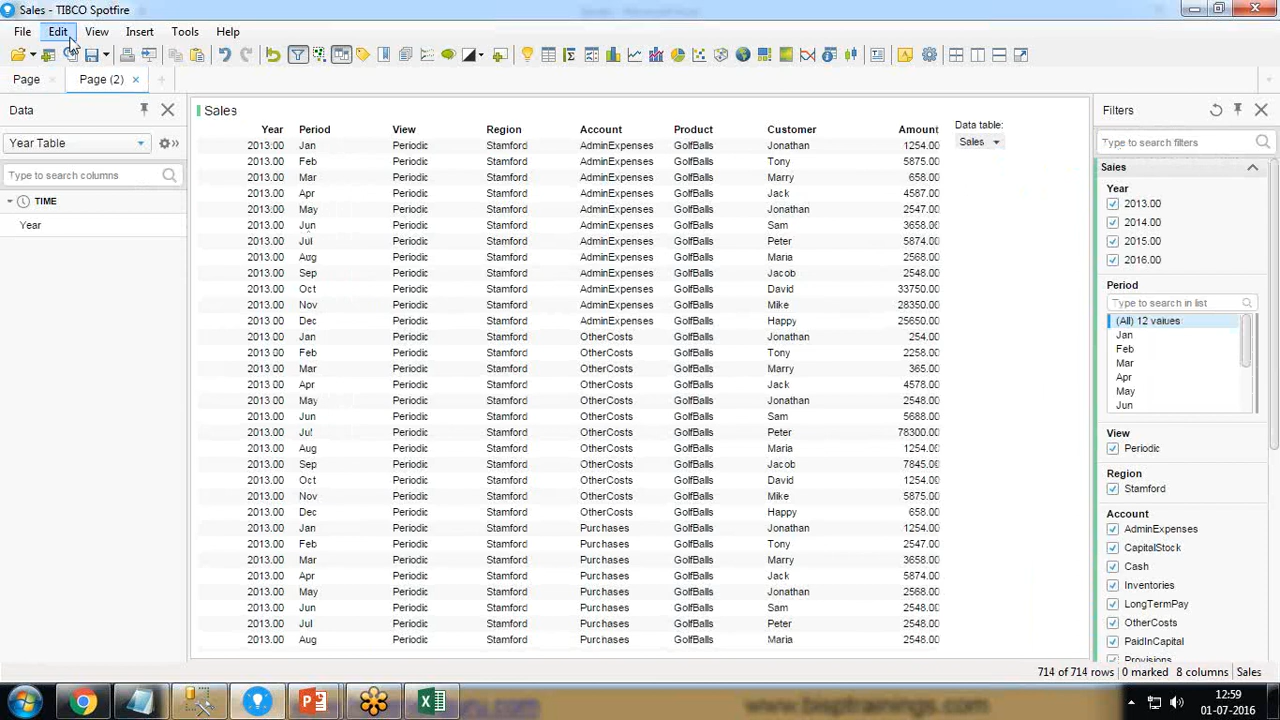 Sales - TIBCO Spotfire
File Edit View Insert Tools Help
Page Page (2)
Data
Year Table
Type to search columns
TIME
Year
Sales
Year Period View Region Account Product Customer Amount
2013.00 Jan Periodic Stamford AdminExpenses GolfBalls Jonathan 1254.00
2013.00 Feb Periodic Stamford AdminExpenses GolfBalls Tony 5875.00
2013.00 Mar Periodic Stamford AdminExpenses GolfBalls Marry 658.00
2013.00 Apr Periodic Stamford AdminExpenses GolfBalls Jack 4587.00
2013.00 May Periodic Stamford AdminExpenses GolfBalls Jonathan 2547.00
2013.00 Jun Periodic Stamford AdminExpenses GolfBalls Sam 3658.00
2013.00 Jul Periodic Stamford AdminExpenses GolfBalls Peter 5874.00
2013.00 Aug Periodic Stamford AdminExpenses GolfBalls Maria 2568.00
2013.00 Sep Periodic Stamford AdminExpenses GolfBalls Jacob 2548.00
2013.00 Oct Periodic Stamford AdminExpenses GolfBalls David 33750.00
2013.00 Nov Periodic Stamford AdminExpenses GolfBalls Mike 28350.00
2013.00 Dec Periodic Stamford AdminExpenses GolfBalls Happy 25650.00
2013.00 Jan Periodic Stamford OtherCosts GolfBalls Jonathan 254.00
2013.00 Feb Periodic Stamford OtherCosts GolfBalls Tony 2258.00
2013.00 Mar Periodic Stamford OtherCosts GolfBalls Marry 365.00
2013.00 Apr Periodic Stamford OtherCosts GolfBalls Jack 4578.00
2013.00 May Periodic Stamford OtherCosts GolfBalls Jonathan 2548.00
2013.00 Jun Periodic Stamford OtherCosts GolfBalls Sam 5688.00
2013.00 Jul Periodic Stamford OtherCosts GolfBalls Peter 78300.00
2013.00 Aug Periodic Stamford OtherCosts GolfBalls Maria 1254.00
2013.00 Sep Periodic Stamford OtherCosts GolfBalls Jacob 7845.00
2013.00 Oct Periodic Stamford OtherCosts GolfBalls David 1254.00
2013.00 Nov Periodic Stamford OtherCosts GolfBalls Mike 5875.00
2013.00 Dec Periodic Stamford OtherCosts GolfBalls Happy 658.00
2013.00 Jan Periodic Stamford Purchases GolfBalls Jonathan 1254.00
2013.00 Feb Periodic Stamford Purchases GolfBalls Tony 2547.00
2013.00 Mar Periodic Stamford Purchases GolfBalls Marry 3658.00
2013.00 Apr Periodic Stamford Purchases GolfBalls Jack 5874.00
2013.00 May Periodic Stamford Purchases GolfBalls Jonathan 2568.00
2013.00 Jun Periodic Stamford Purchases GolfBalls Sam 2548.00
2013.00 Jul Periodic Stamford Purchases GolfBalls Peter 2548.00
2013.00 Aug Periodic Stamford Purchases GolfBalls Maria 2548.00
Data table:
Sales
Filters
Type to search filters
Sales
Year
2013.00
2014.00
2015.00
2016.00
Period
Type to search in list
(All) 12 values
Jan
Feb
Mar
Apr
May
Jun
View
Periodic
Region
Stamford
Account
AdminExpenses
CapitalStock
Cash
Inventories
LongTermPay
OtherCosts
PaidInCapital
Provisions
714 of 714 rows 0 marked 8 columns Sales
12:59
01-07-2016